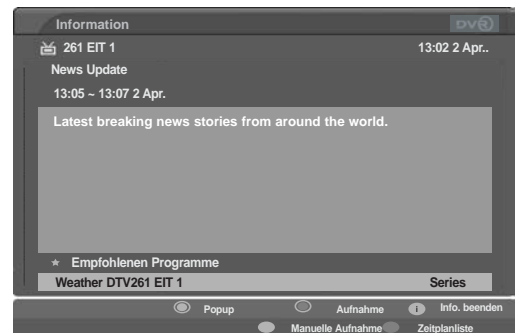 Information DVR
261 EIT 1 13:02 2 Apr..
News Update
13:05 ~ 13:07 2 Apr.
Latest breaking news stories from around the world.
Empfohlenen Programme
Weather DTV261 EIT 1 Series
Popup Aufnahme i Info. beenden
Manuelle Aufnahme Zeitplanliste